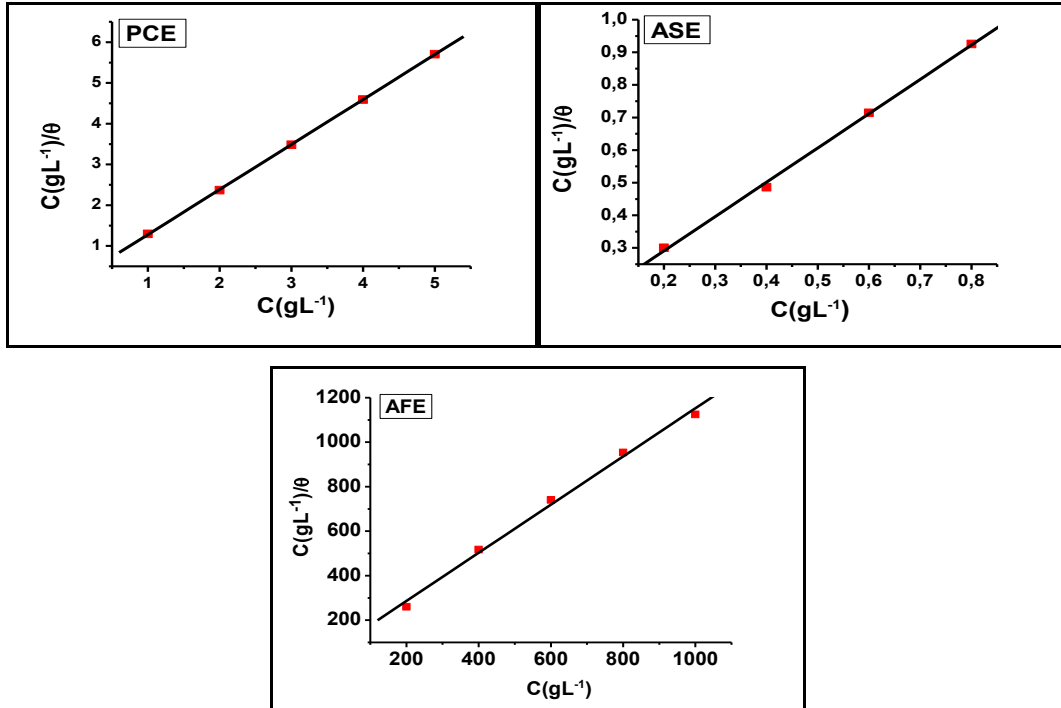 PCE
C(gL⁻¹)/θ
6
5
4
3
2
1
1 2 3 4 5
C(gL⁻¹)
ASE
C(gL⁻¹)/θ
1,0
0,9
0,8
0,7
0,6
0,5
0,4
0,3
0,2 0,3 0,4 0,5 0,6 0,7 0,8
C(gL⁻¹)
AFE
C(gL⁻¹)/θ
1200
1000
800
600
400
200
200 400 600 800 1000
C(gL⁻¹)